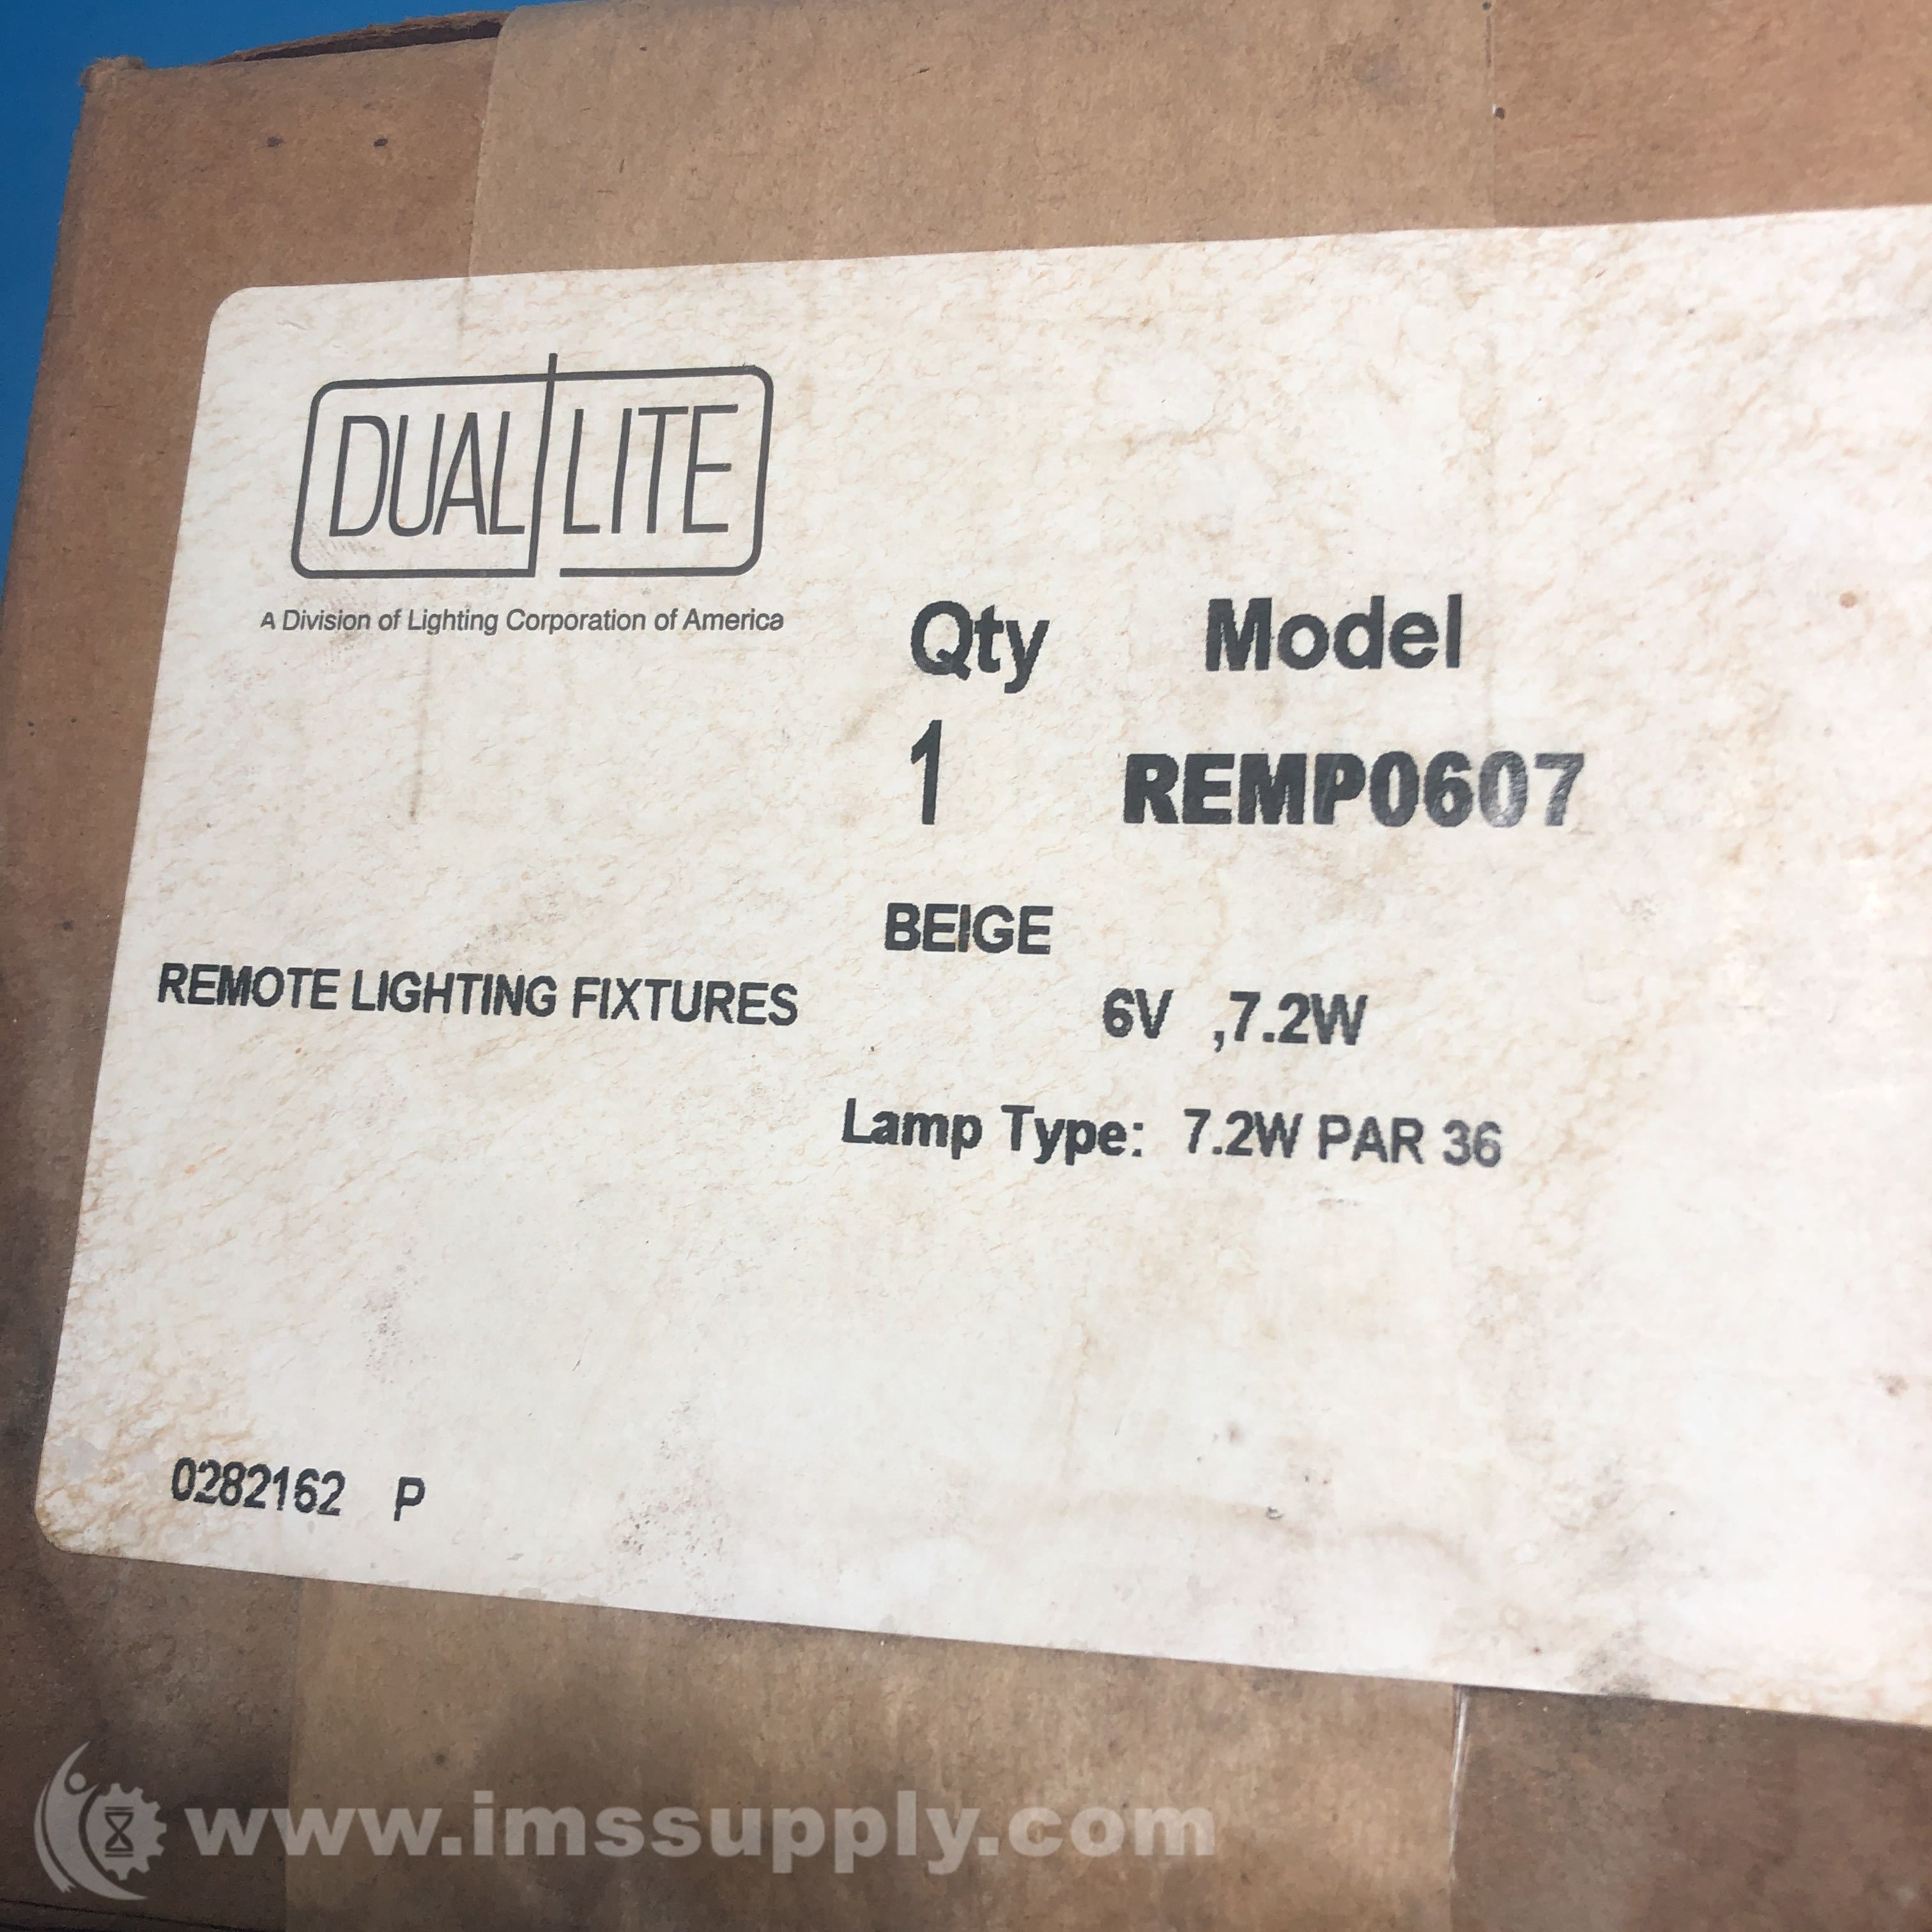 DUAL LITE
A Division of Lighting Corporation of America
Qty Model
1 REMP0607
BEIGE
REMOTE LIGHTING FIXTURES
6V ,7.2W
Lamp Type: 7.2W PAR 36
0282162 P
www.imssupply.com